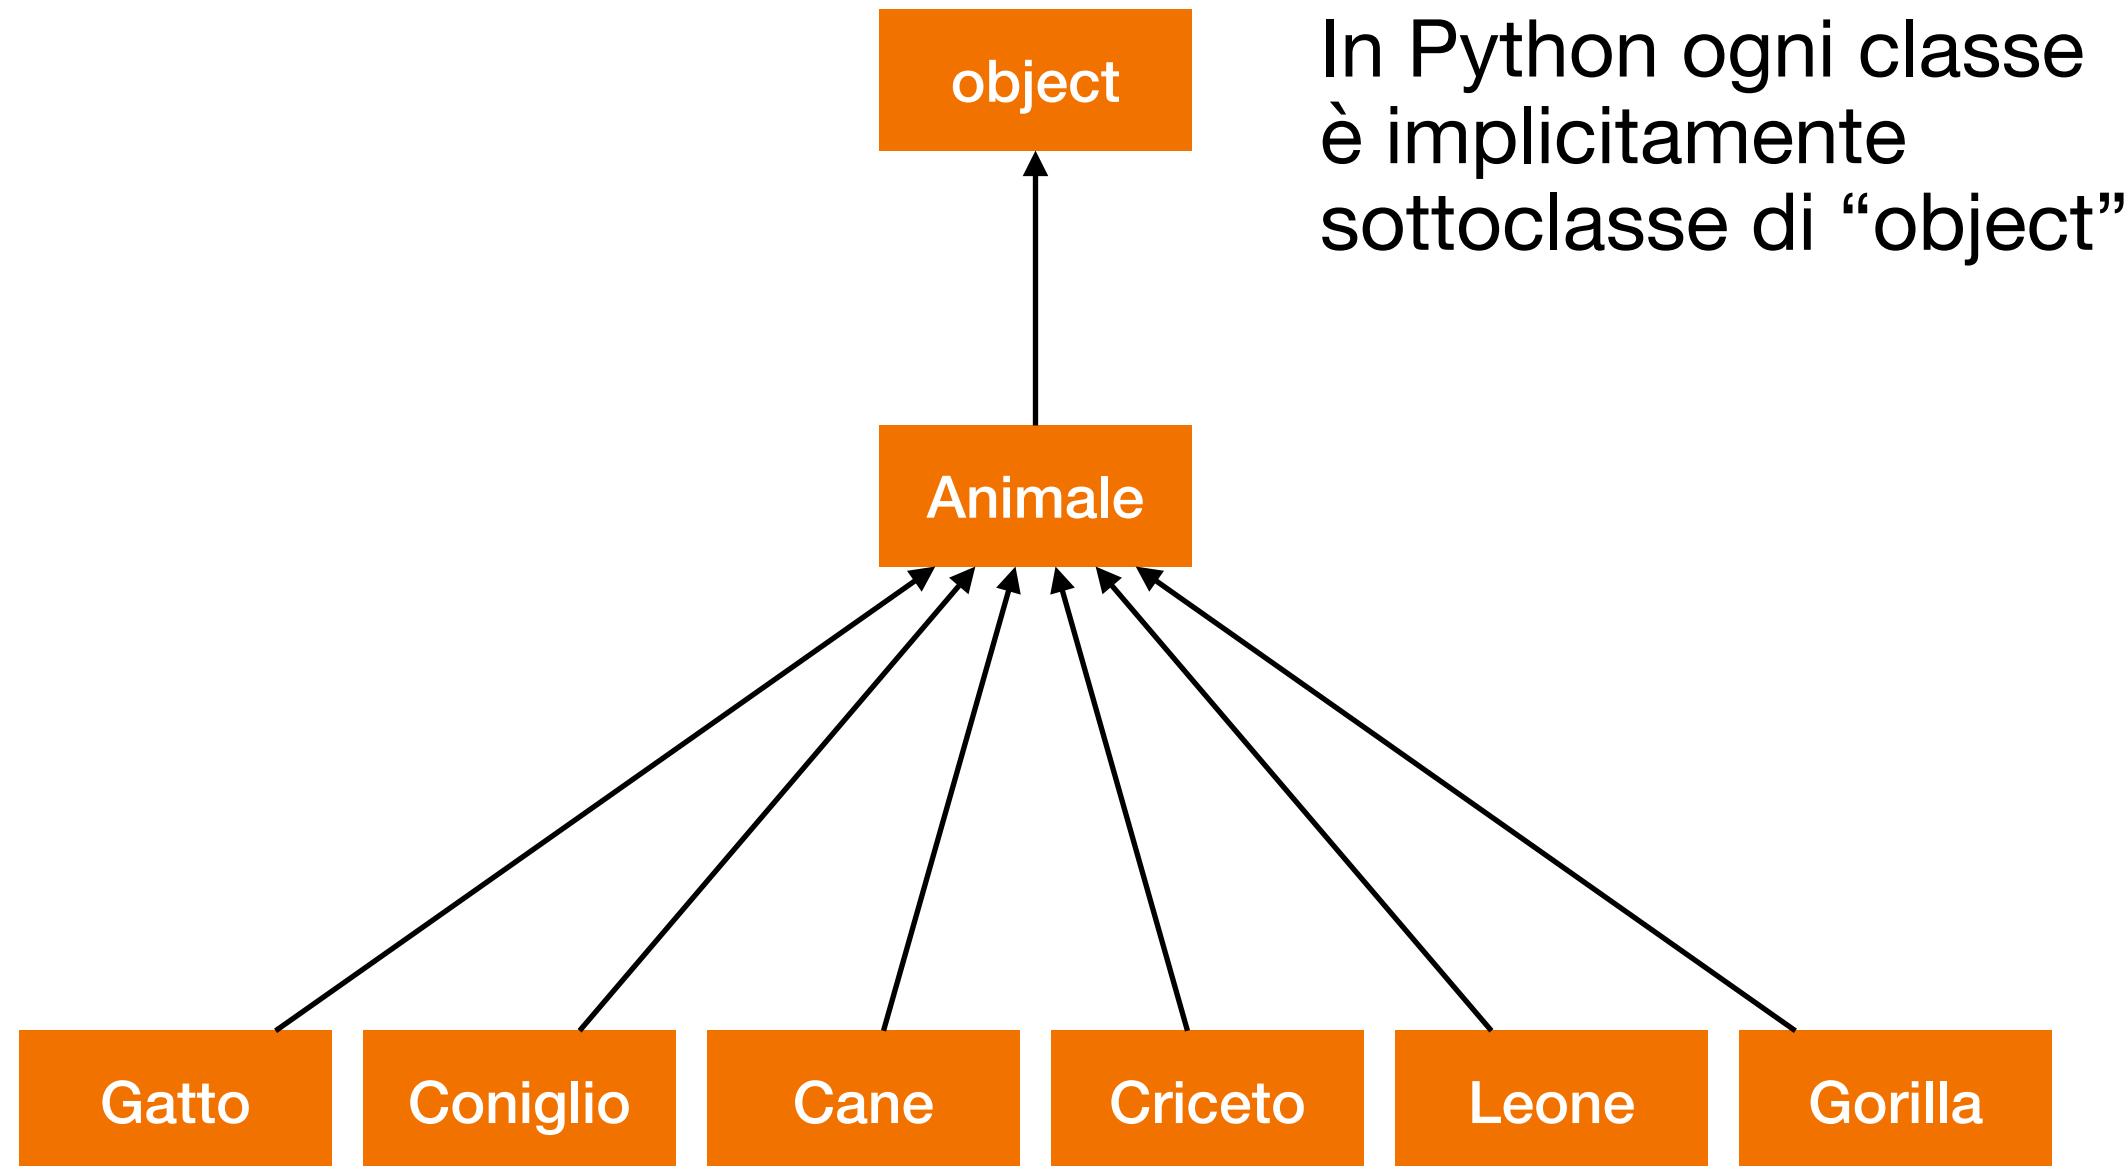 object
In Python ogni classe
è implicitamente
sottoclasse di “object”
Animale
Gatto
Coniglio
Cane
Criceto
Leone
Gorilla